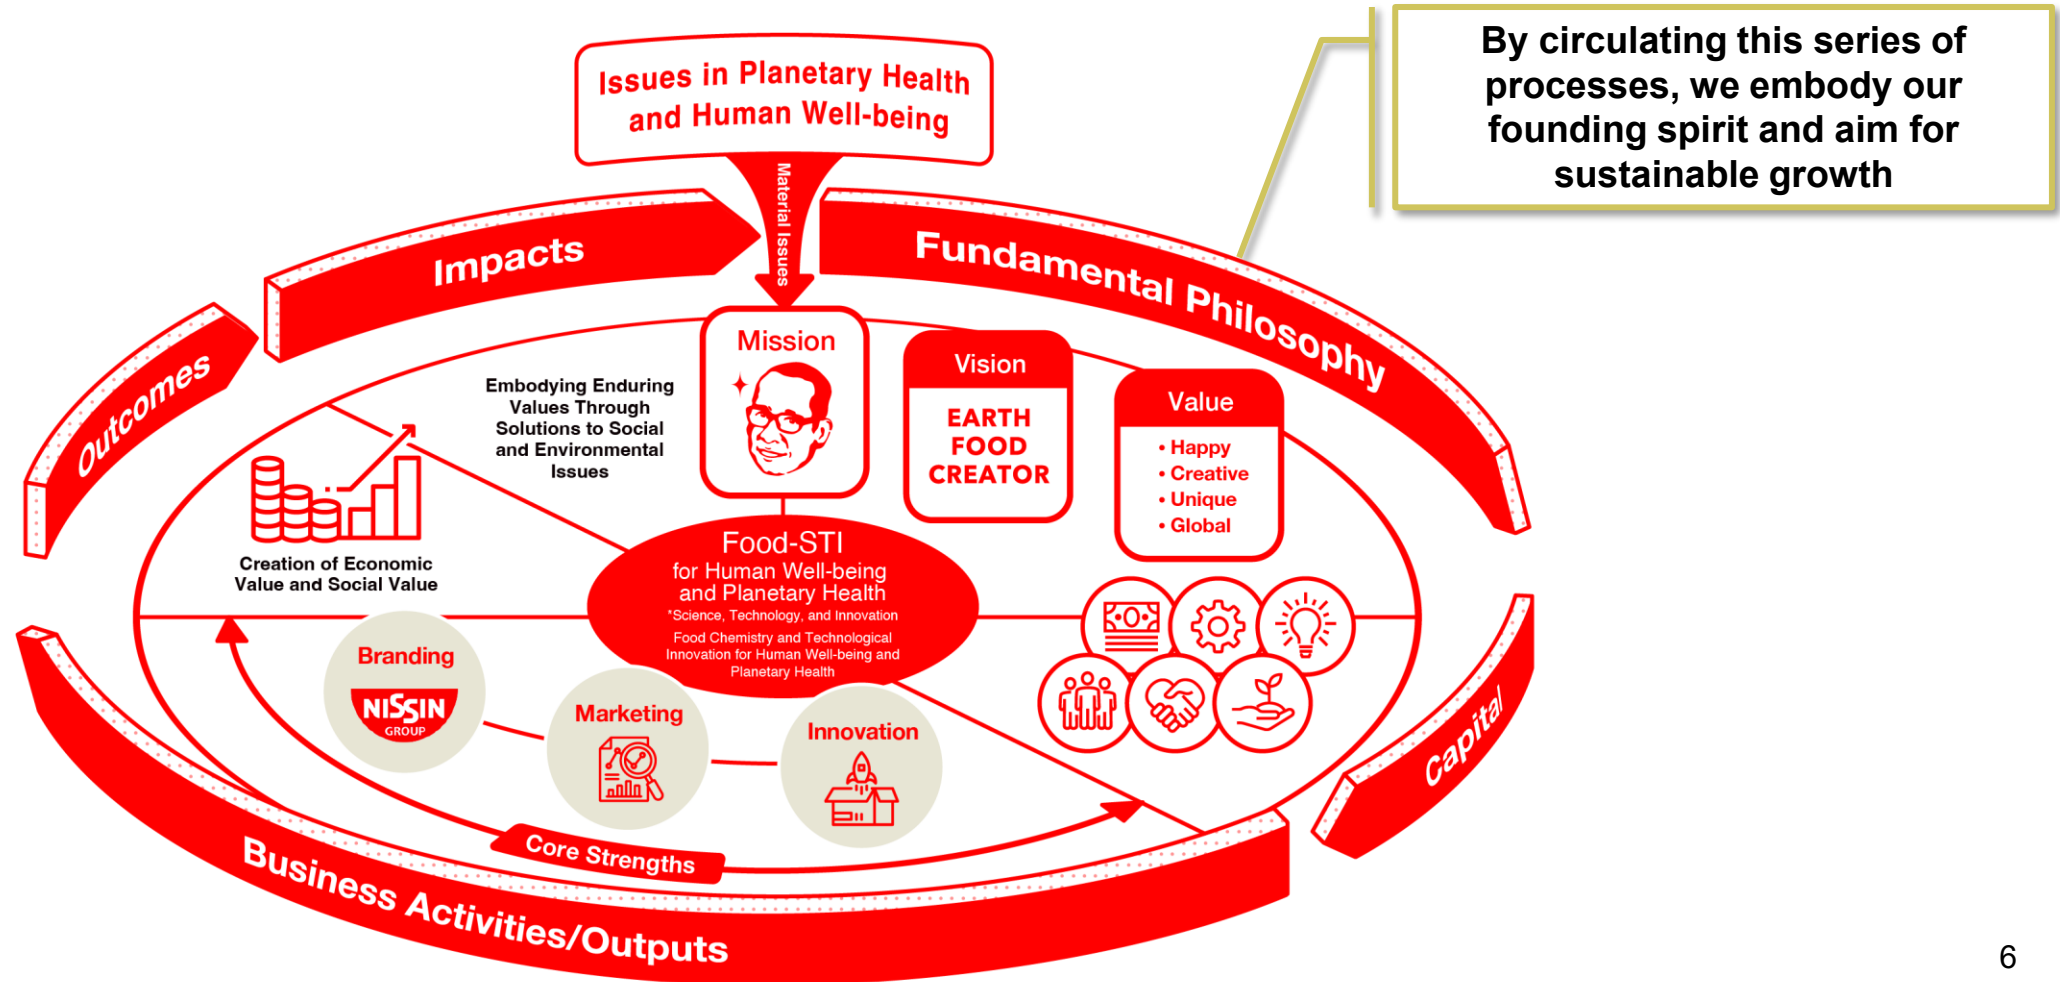 By circulating this series of
processes, we embody our
founding spirit and aim for
sustainable growth
Issues in Planetary Health
and Human Well-being
Material Issues
Impacts
Fundamental Philosophy
Outcomes
Mission
Embodying Enduring
Values Through
Solutions to Social
and Environmental
Issues
Vision
EARTH
FOOD
CREATOR
Value
• Happy
• Creative
• Unique
• Global
Creation of Economic
Value and Social Value
Food-STI
for Human Well-being
and Planetary Health
*Science, Technology, and Innovation
Food Chemistry and Technological
Innovation for Human Well-being and
Planetary Health
Branding
NISSIN
GROUP
Marketing
Innovation
Capital
Core Strengths
Business Activities/Outputs
6